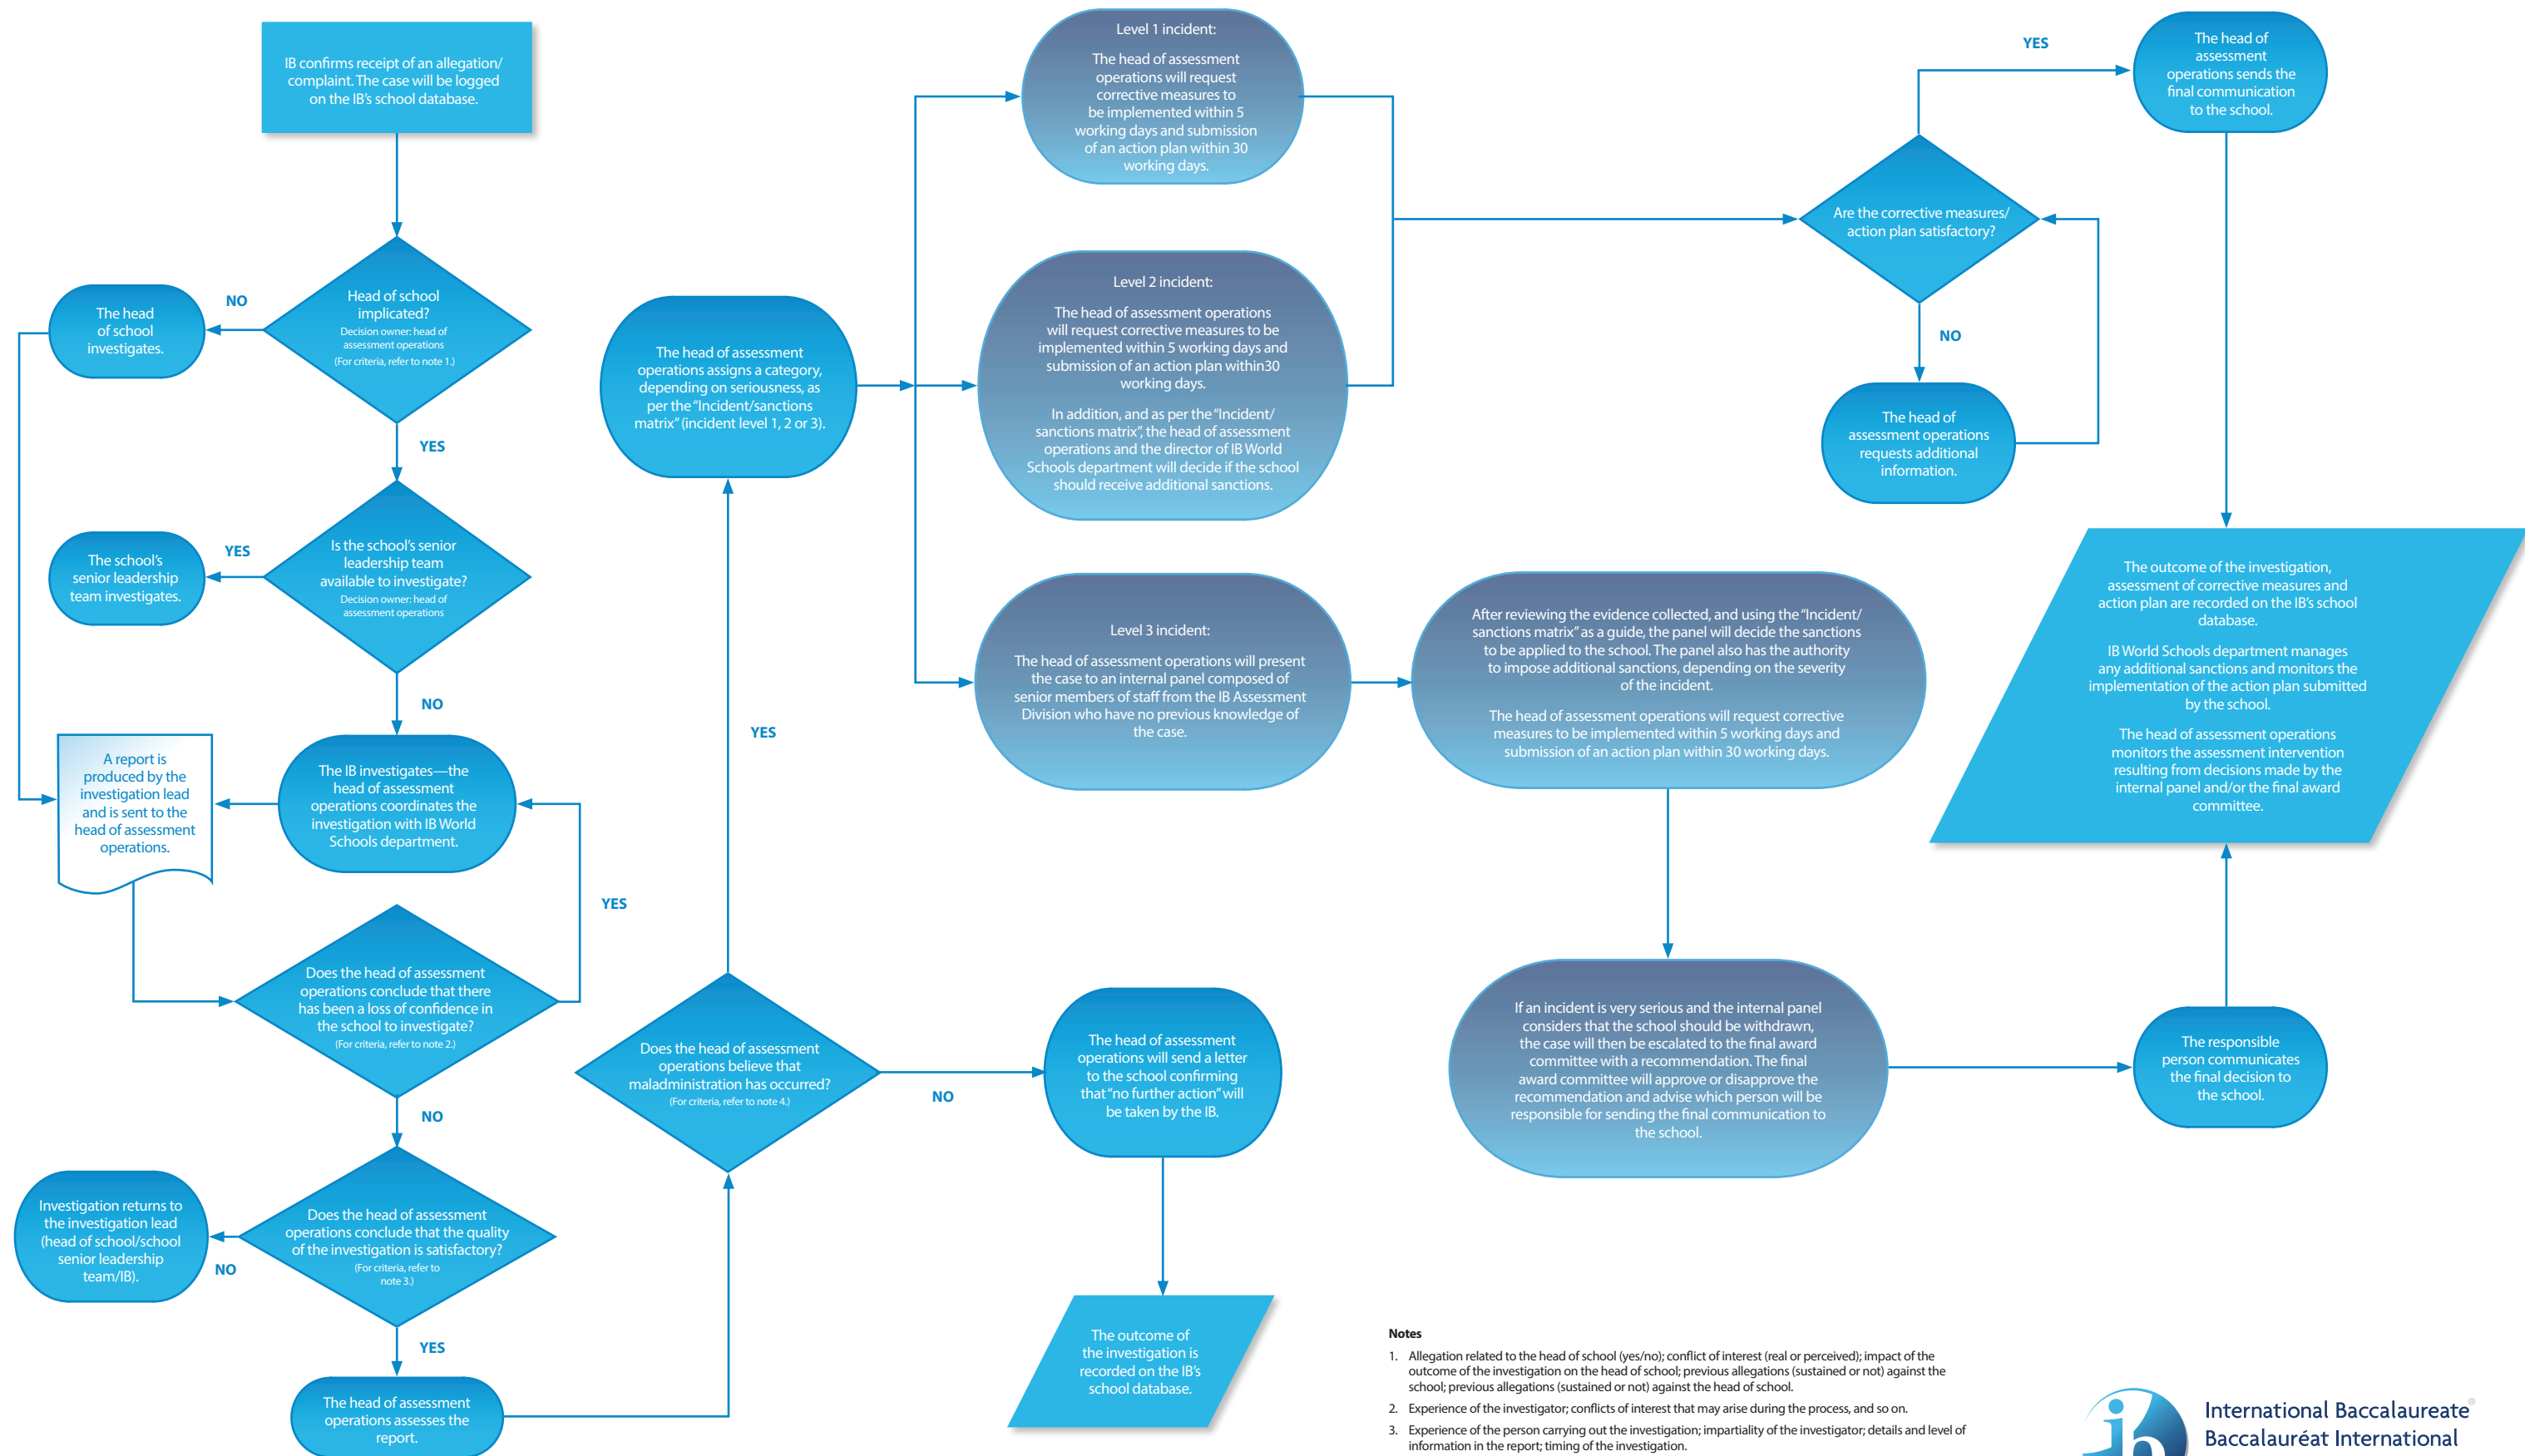 IB confirms receipt of an allegation/
complaint. The case will be logged
on the IB's school database.
Head of school
implicated?
Decision owner: head of
assessment operations
(For criteria, refer to note 1.)
NO
The head
of school
investigates.
YES
Is the school's senior
leadership team
available to investigate?
Decision owner: head of
assessment operations
YES
The school's
senior leadership
team investigates.
NO
The IB investigates—the
head of assessment
operations coordinates the
investigation with IB World
Schools department.
A report is
produced by the
investigation lead
and is sent to the
head of assessment
operations.
YES
Does the head of assessment
operations conclude that there
has been a loss of confidence in
the school to investigate?
(For criteria, refer to note 2.)
NO
Does the head of assessment
operations conclude that the quality
of the investigation is satisfactory?
(For criteria, refer to
note 3.)
NO
Investigation returns to
the investigation lead
(head of school/school
senior leadership
team/IB).
YES
The head of assessment
operations assesses the
report.
Does the head of assessment
operations believe that
maladministration has occurred?
(For criteria, refer to note 4.)
YES
NO
The head of assessment
operations will send a letter
to the school confirming
that "no further action" will
be taken by the IB.
The outcome of
the investigation is
recorded on the IB's
school database.
The head of assessment
operations assigns a category,
depending on seriousness, as
per the "Incident/sanctions
matrix" (incident level 1, 2 or 3).
Level 1 incident:
The head of assessment
operations will request
corrective measures to
be implemented within 5
working days and submission
of an action plan within 30
working days.
Level 2 incident:
The head of assessment operations
will request corrective measures to be
implemented within 5 working days and
submission of an action plan within30
working days.
In addition, and as per the "Incident/
sanctions matrix", the head of assessment
operations and the director of IB World
Schools department will decide if the school
should receive additional sanctions.
Level 3 incident:
The head of assessment operations will present
the case to an internal panel composed of
senior members of staff from the IB Assessment
Division who have no previous knowledge of
the case.
After reviewing the evidence collected, and using the "Incident/
sanctions matrix" as a guide, the panel will decide the sanctions
to be applied to the school. The panel also has the authority
to impose additional sanctions, depending on the severity
of the incident.
The head of assessment operations will request corrective
measures to be implemented within 5 working days and
submission of an action plan within 30 working days.
If an incident is very serious and the internal panel
considers that the school should be withdrawn,
the case will then be escalated to the final award
committee with a recommendation. The final
award committee will approve or disapprove the
recommendation and advise which person will be
responsible for sending the final communication to
the school.
The responsible
person communicates
the final decision to
the school.
Are the corrective measures/
action plan satisfactory?
YES
The head of
assessment
operations sends the
final communication
to the school.
NO
The head of
assessment operations
requests additional
information.
The outcome of the investigation,
assessment of corrective measures and
action plan are recorded on the IB's school
database.
IB World Schools department manages
any additional sanctions and monitors the
implementation of the action plan submitted
by the school.
The head of assessment operations
monitors the assessment intervention
resulting from decisions made by the
internal panel and/or the final award
committee.
Notes
1. Allegation related to the head of school (yes/no); conflict of interest (real or perceived); impact of the
outcome of the investigation on the head of school; previous allegations (sustained or not) against the
school; previous allegations (sustained or not) against the head of school.
2. Experience of the investigator; conflicts of interest that may arise during the process, and so on.
3. Experience of the person carrying out the investigation; impartiality of the investigator; details and level of
information in the report; timing of the investigation.
ib
International Baccalaureate®
Baccalauréat International